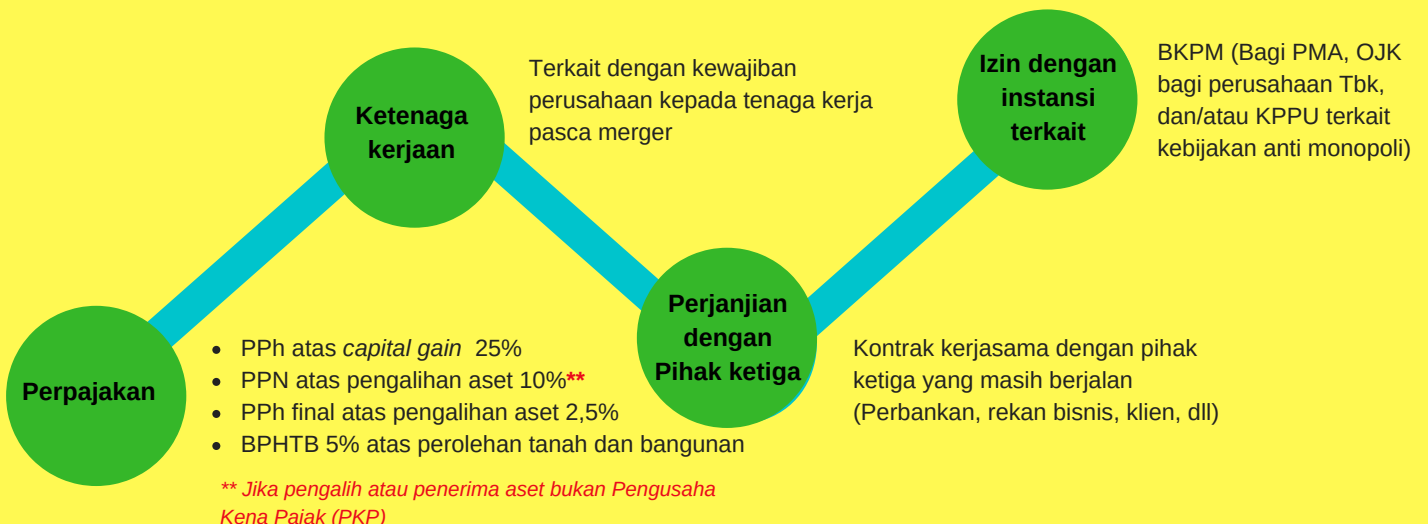 Perpajakan
• PPh atas capital gain 25%
• PPN atas pengalihan aset 10%**
• PPh final atas pengalihan aset 2,5%
• BPHTB 5% atas perolehan tanah dan bangunan
** Jika pengalih atau penerima aset bukan Pengusaha
Kena Pajak (PKP)
Ketenaga
kerjaan
Terkait dengan kewajiban
perusahaan kepada tenaga kerja
pasca merger
Perjanjian
dengan
Pihak ketiga
Kontrak kerjasama dengan pihak
ketiga yang masih berjalan
(Perbankan, rekan bisnis, klien, dll)
Izin dengan
instansi
terkait
BKPM (Bagi PMA, OJK
bagi perusahaan Tbk,
dan/atau KPPU terkait
kebijakan anti monopoli)